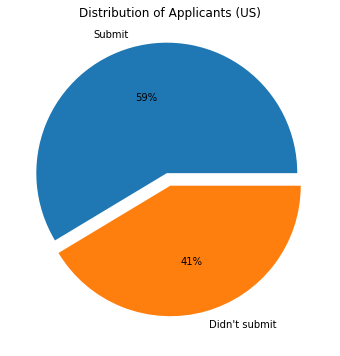 Distribution of Applicants (US)
Submit
59%
41%
Didn't submit